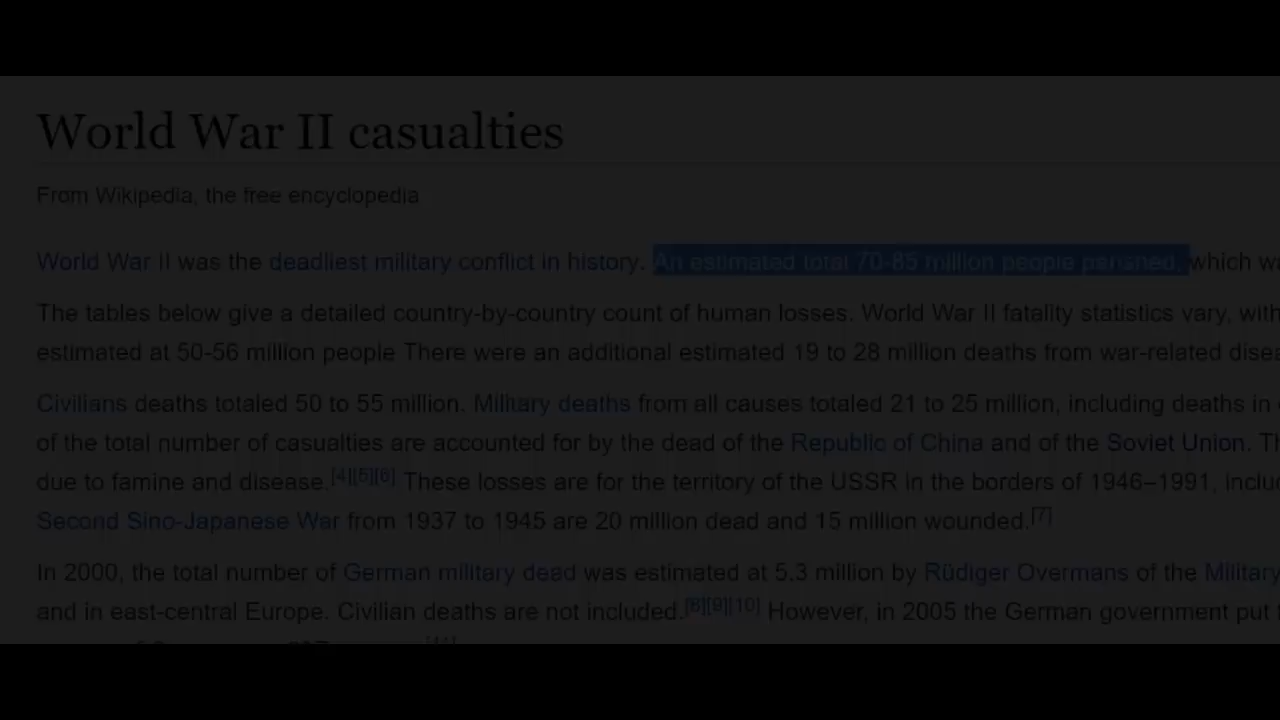 World War II casualties
From Wikipedia, the free encyclopedia
World War II was the deadliest military conflict in history. An estimated total 70-85 million people perished, which
The tables below give a detailed country-by-country count of human losses. World War II fatality statistics vary, with
estimated at 50-56 million people There were an additional estimated 19 to 28 million deaths from war-related
Civilians deaths totaled 50 to 55 million. Military deaths from all causes totaled 21 to 25 million, including deaths in
of the total number of casualties are accounted for by the dead of the Republic of China and of the Soviet Union.
due to famine and disease.[4][5][6] These losses are for the territory of the USSR in the borders of 1946–1991,
Second Sino-Japanese War from 1937 to 1945 are 20 million dead and 15 million wounded.[7]
In 2000, the total number of German military dead was estimated at 5.3 million by Rüdiger Overmans of the Military
and in east-central Europe. Civilian deaths are not included.[8][9][10] However, in 2005 the German government put